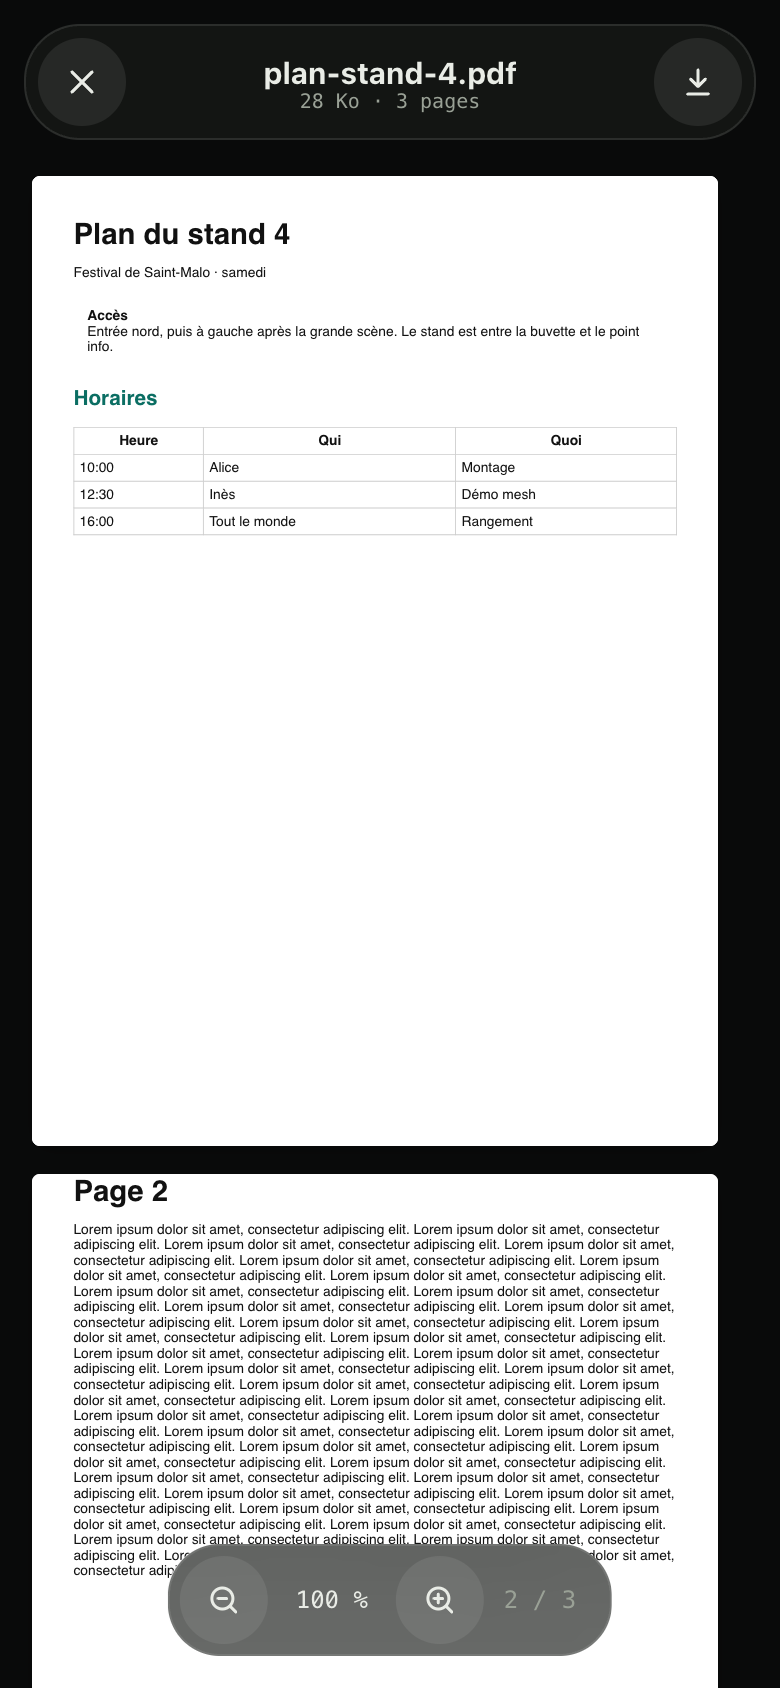 plan-stand-4.pdf
28 Ko · 3 pages
Plan du stand 4
Festival de Saint-Malo · samedi
Accès
Entrée nord, puis à gauche après la grande scène. Le stand est entre la buvette et le point
info.
Horaires
Heure Qui Quoi
10:00 Alice Montage
12:30 Inès Démo mesh
16:00 Tout le monde Rangement
Page 2
Lorem ipsum dolor sit amet, consectetur adipiscing elit. Lorem ipsum dolor sit amet, consectetur
adipiscing elit. Lorem ipsum dolor sit amet, consectetur adipiscing elit. Lorem ipsum dolor sit amet,
consectetur adipiscing elit. Lorem ipsum dolor sit amet, consectetur adipiscing elit. Lorem ipsum
dolor sit amet, consectetur adipiscing elit. Lorem ipsum dolor sit amet, consectetur adipiscing elit.
Lorem ipsum dolor sit amet, consectetur adipiscing elit. Lorem ipsum dolor sit amet, consectetur
adipiscing elit. Lorem ipsum dolor sit amet, consectetur adipiscing elit. Lorem ipsum dolor sit amet,
consectetur adipiscing elit. Lorem ipsum dolor sit amet, consectetur adipiscing elit. Lorem ipsum
dolor sit amet, consectetur adipiscing elit. Lorem ipsum dolor sit amet, consectetur adipiscing elit.
Lorem ipsum dolor sit amet, consectetur adipiscing elit. Lorem ipsum dolor sit amet, consectetur
adipiscing elit. Lorem ipsum dolor sit amet, consectetur adipiscing elit. Lorem ipsum dolor sit amet,
consectetur adipiscing elit. Lorem ipsum dolor sit amet, consectetur adipiscing elit. Lorem ipsum
dolor sit amet, consectetur adipiscing elit. Lorem ipsum dolor sit amet, consectetur adipiscing elit.
Lorem ipsum dolor sit amet, consectetur adipiscing elit. Lorem ipsum dolor sit amet, consectetur
adipiscing elit. Lorem ipsum dolor sit amet, consectetur adipiscing elit. Lorem ipsum dolor sit amet,
consectetur adipiscing elit. Lorem ipsum dolor sit amet, consectetur adipiscing elit. Lorem ipsum
dolor sit amet, consectetur adipiscing elit. Lorem ipsum dolor sit amet, consectetur adipiscing elit.
Lorem ipsum dolor sit amet, consectetur adipiscing elit. Lorem ipsum dolor sit amet, consectetur
adipiscing elit. Lorem ipsum dolor sit amet, consectetur adipiscing elit. Lorem ipsum dolor sit amet,
consectetur adipiscing elit. Lorem ipsum dolor sit amet, consectetur adipiscing elit. Lorem ipsum
dolor sit amet, consectetur adipiscing elit. Lorem ipsum dolor sit amet, consectetur adipiscing elit.
Lorem ipsum dolor sit amet, consectetur adipiscing elit. Lorem ipsum dolor sit amet, consectetur
adipiscing elit. dolor sit amet,
consectetur
100 % 2 / 3